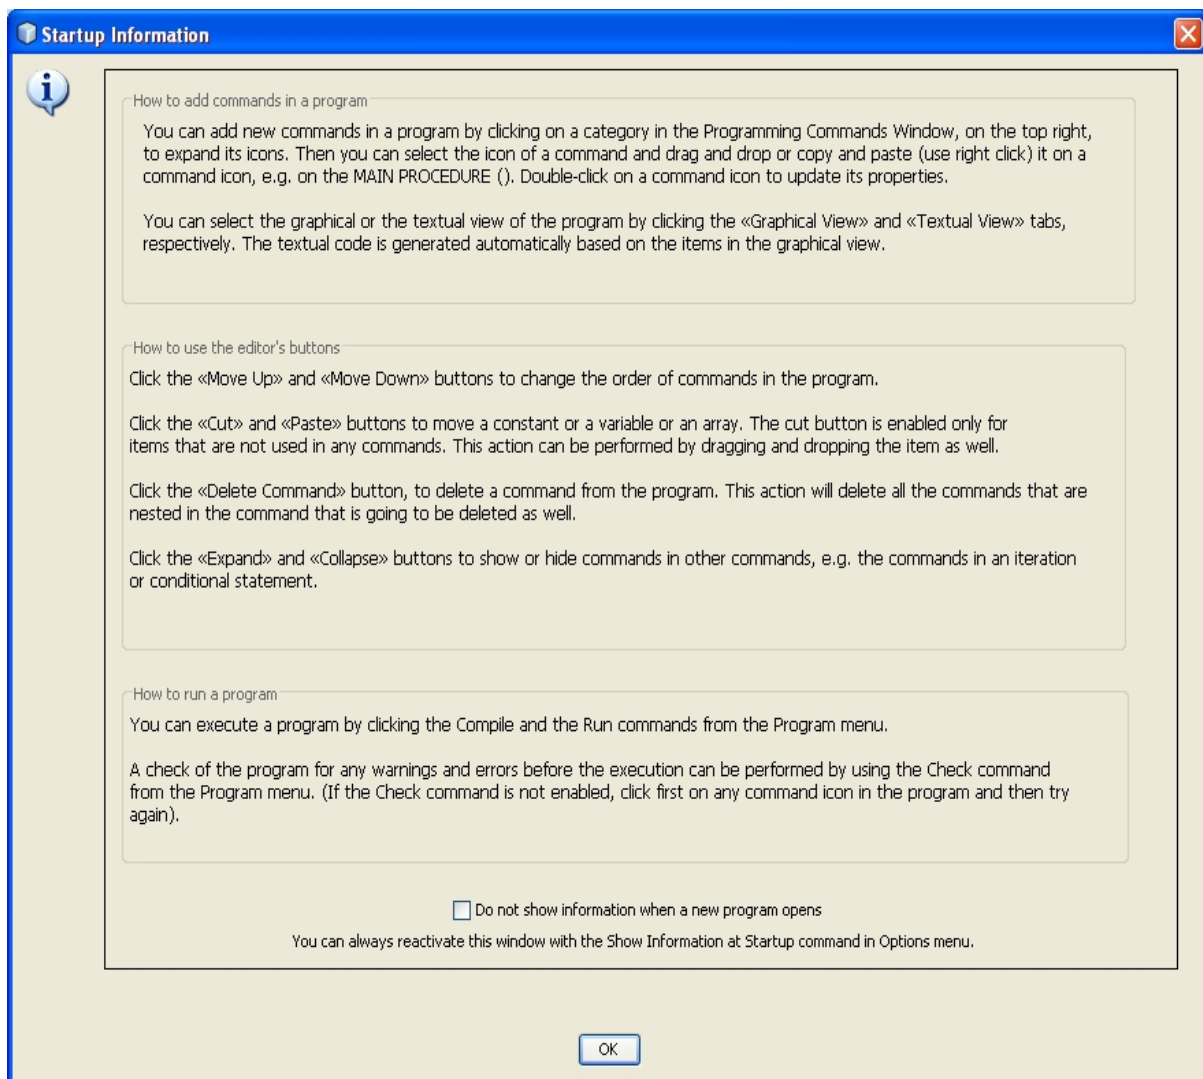 Startup Information
How to add commands in a program
You can add new commands in a program by clicking on a category in the Programming Commands Window, on the top right,
to expand its icons. Then you can select the icon of a command and drag and drop or copy and paste (use right click) it on a
command icon, e.g. on the MAIN PROCEDURE (). Double-click on a command icon to update its properties.
You can select the graphical or the textual view of the program by clicking the «Graphical View» and «Textual View» tabs,
respectively. The textual code is generated automatically based on the items in the graphical view.
How to use the editor's buttons
Click the «Move Up» and «Move Down» buttons to change the order of commands in the program.
Click the «Cut» and «Paste» buttons to move a constant or a variable or an array. The cut button is enabled only for
items that are not used in any commands. This action can be performed by dragging and dropping the item as well.
Click the «Delete Command» button, to delete a command from the program. This action will delete all the commands that are
nested in the command that is going to be deleted as well.
Click the «Expand» and «Collapse» buttons to show or hide commands in other commands, e.g. the commands in an iteration
or conditional statement.
How to run a program
You can execute a program by clicking the Compile and the Run commands from the Program menu.
A check of the program for any warnings and errors before the execution can be performed by using the Check command
from the Program menu. (If the Check command is not enabled, click first on any command icon in the program and then try
again).
Do not show information when a new program opens
You can always reactivate this window with the Show Information at Startup command in Options menu.
OK